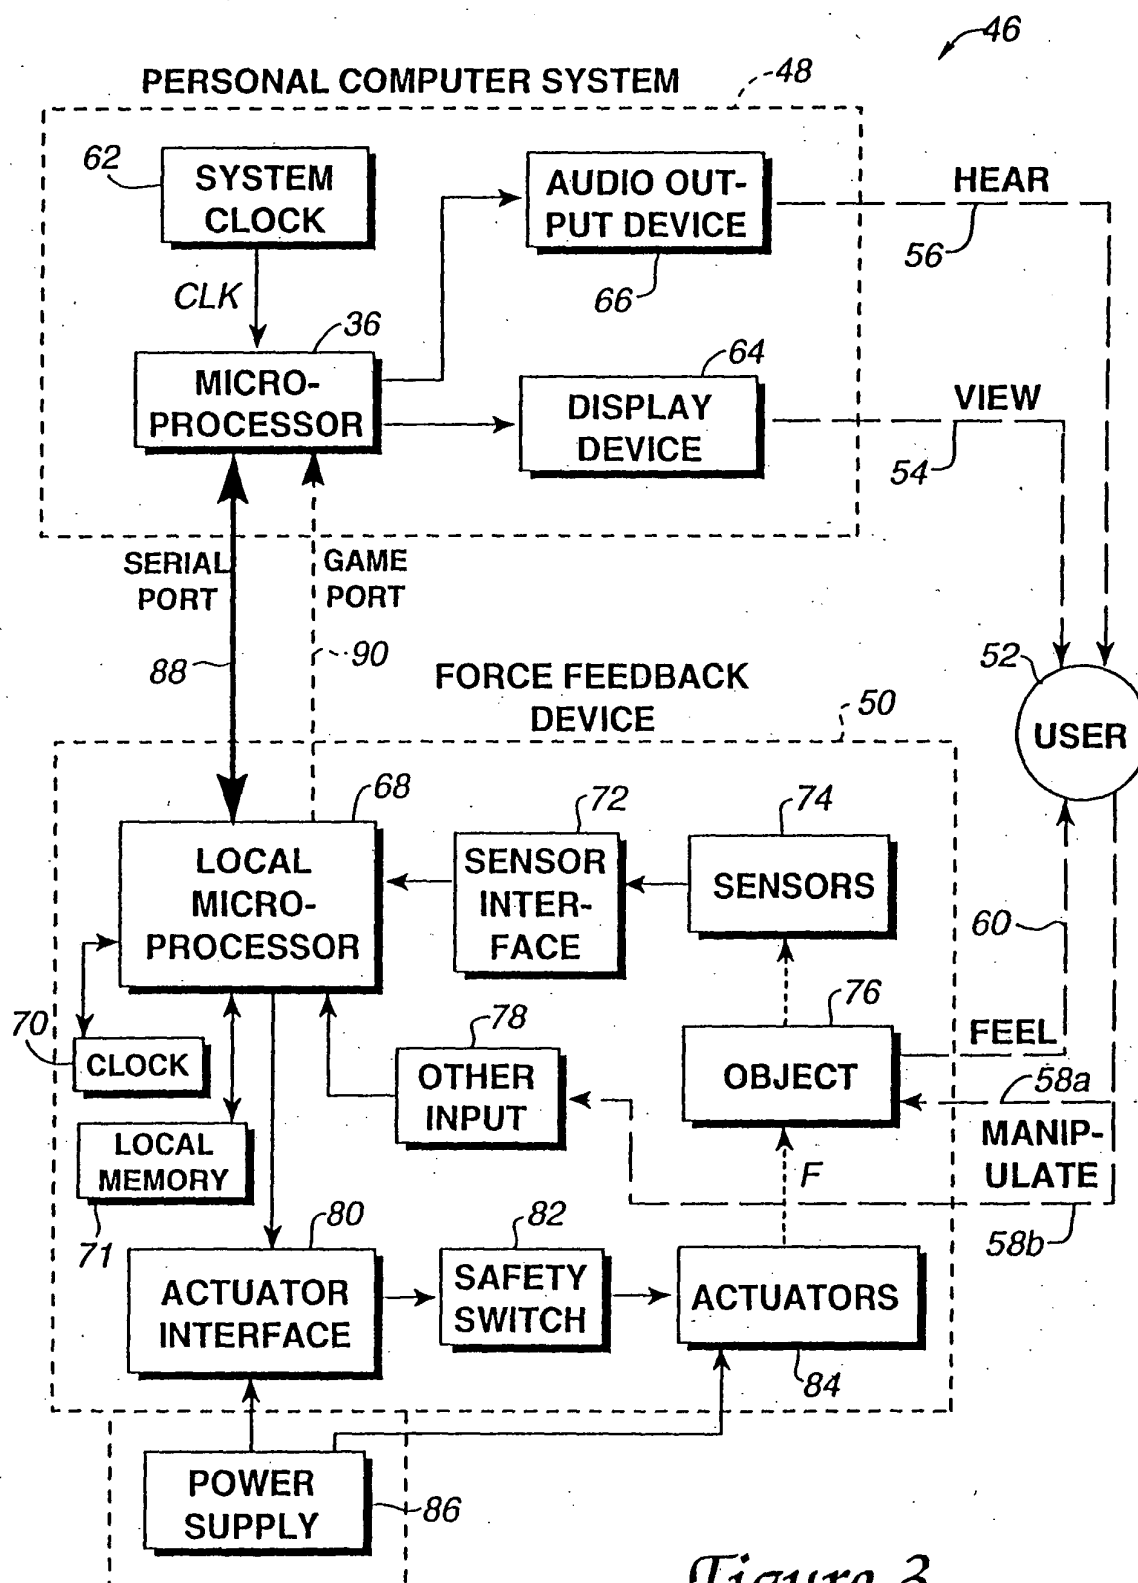 46
PERSONAL COMPUTER SYSTEM
48
62
SYSTEM
CLOCK
AUDIO OUT-
PUT DEVICE
66
HEAR
56
CLK
36
MICRO-
PROCESSOR
64
DISPLAY
DEVICE
VIEW
54
SERIAL
PORT
GAME
PORT
88
90
FORCE FEEDBACK
DEVICE
50
52
USER
68
LOCAL
MICRO-
PROCESSOR
72
SENSOR
INTER-
FACE
74
SENSORS
60
70
CLOCK
78
OTHER
INPUT
76
OBJECT
FEEL
58a
MANIP-
ULATE
58b
LOCAL
MEMORY
71
F
80
ACTUATOR
INTERFACE
82
SAFETY
SWITCH
ACTUATORS
84
POWER
SUPPLY
86
Figure 3